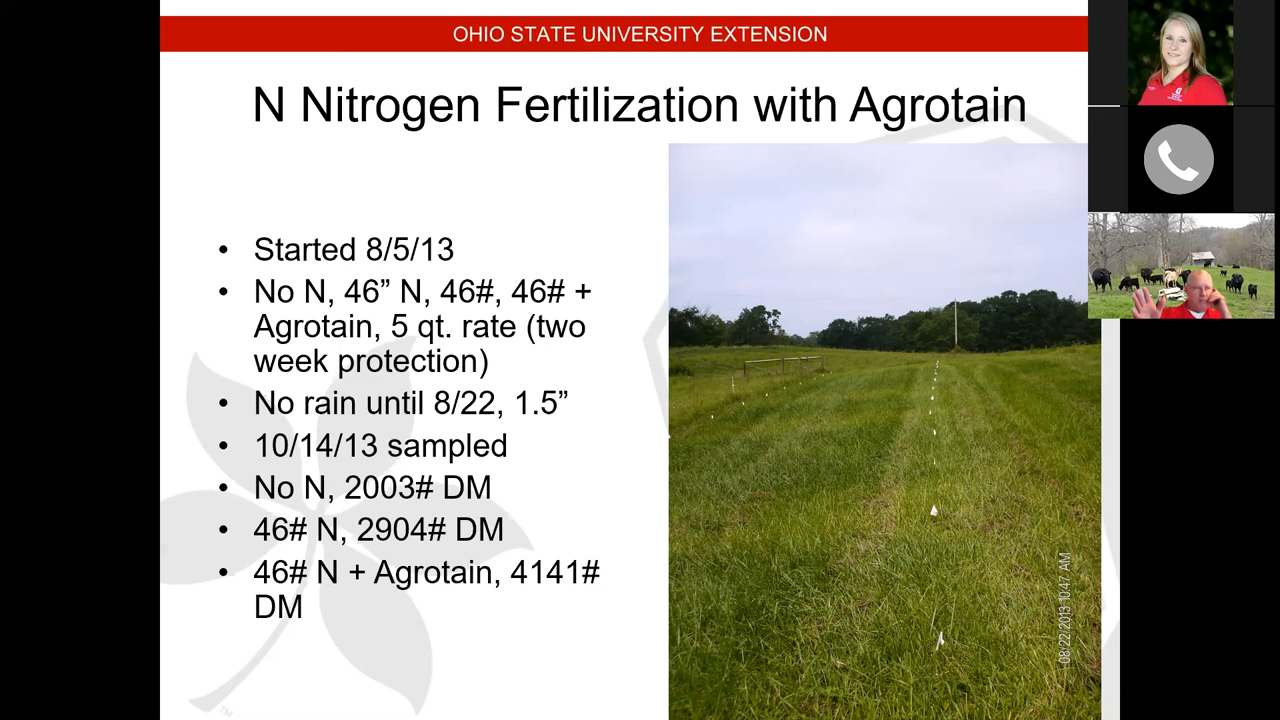 OHIO STATE UNIVERSITY EXTENSION
N Nitrogen Fertilization with Agrotain
• Started 8/5/13
• No N, 46” N, 46#, 46# +
Agrotain, 5 qt. rate (two
week protection)
• No rain until 8/22, 1.5”
• 10/14/13 sampled
• No N, 2003# DM
• 46# N, 2904# DM
• 46# N + Agrotain, 4141#
DM
08/22/2013 10:47 AM
TM